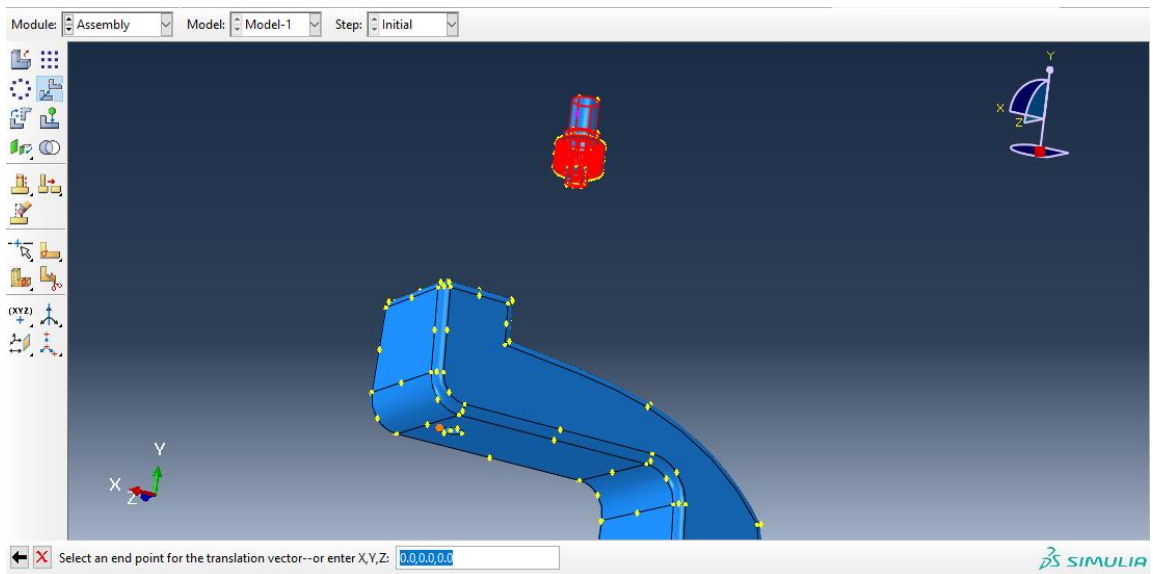 Module: Assembly Model: Model-1 Step: Initial
(XYZ)
Y
X
Z
Y
X
Z
Select an end point for the translation vector--or enter X,Y,Z: 0.0,0.0,0.0
SIMULIA